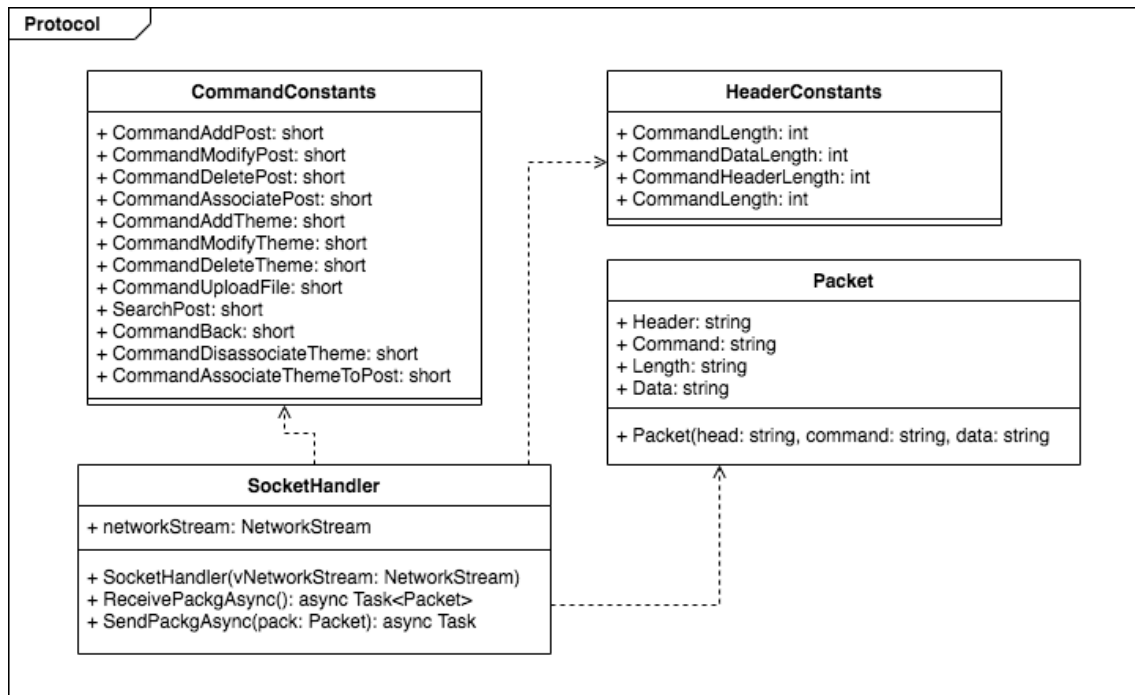 Protocol
CommandConstants
+ CommandAddPost: short
+ CommandModifyPost: short
+ CommandDeletePost: short
+ CommandAssociatePost: short
+ CommandAddTheme: short
+ CommandModifyTheme: short
+ CommandDeleteTheme: short
+ CommandUploadFile: short
+ SearchPost: short
+ CommandBack: short
+ CommandDisassociateTheme: short
+ CommandAssociateThemeToPost: short
HeaderConstants
+ CommandLength: int
+ CommandDataLength: int
+ CommandHeaderLength: int
+ CommandLength: int
Packet
+ Header: string
+ Command: string
+ Length: string
+ Data: string
+ Packet(head: string, command: string, data: string
SocketHandler
+ networkStream: NetworkStream
+ SocketHandler(vNetworkStream: NetworkStream)
+ ReceivePackgAsync(): async Task<Packet>
+ SendPackgAsync(pack: Packet): async Task